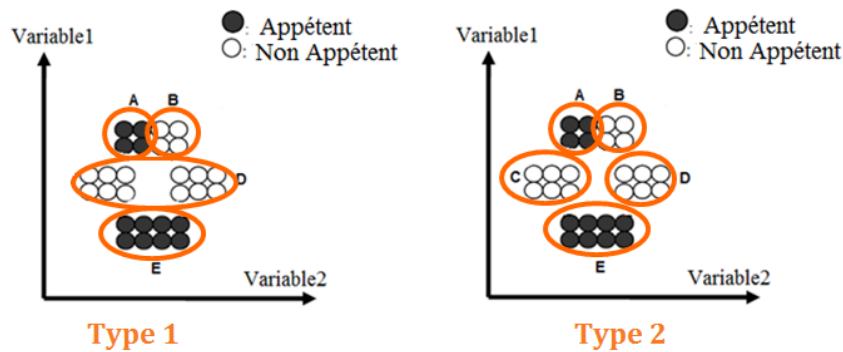 : Appétent
: Non Appétent
Variable1
A B
D
E
Variable2
Type 1
: Appétent
: Non Appétent
Variable1
A B
C D
E
Variable2
Type 2